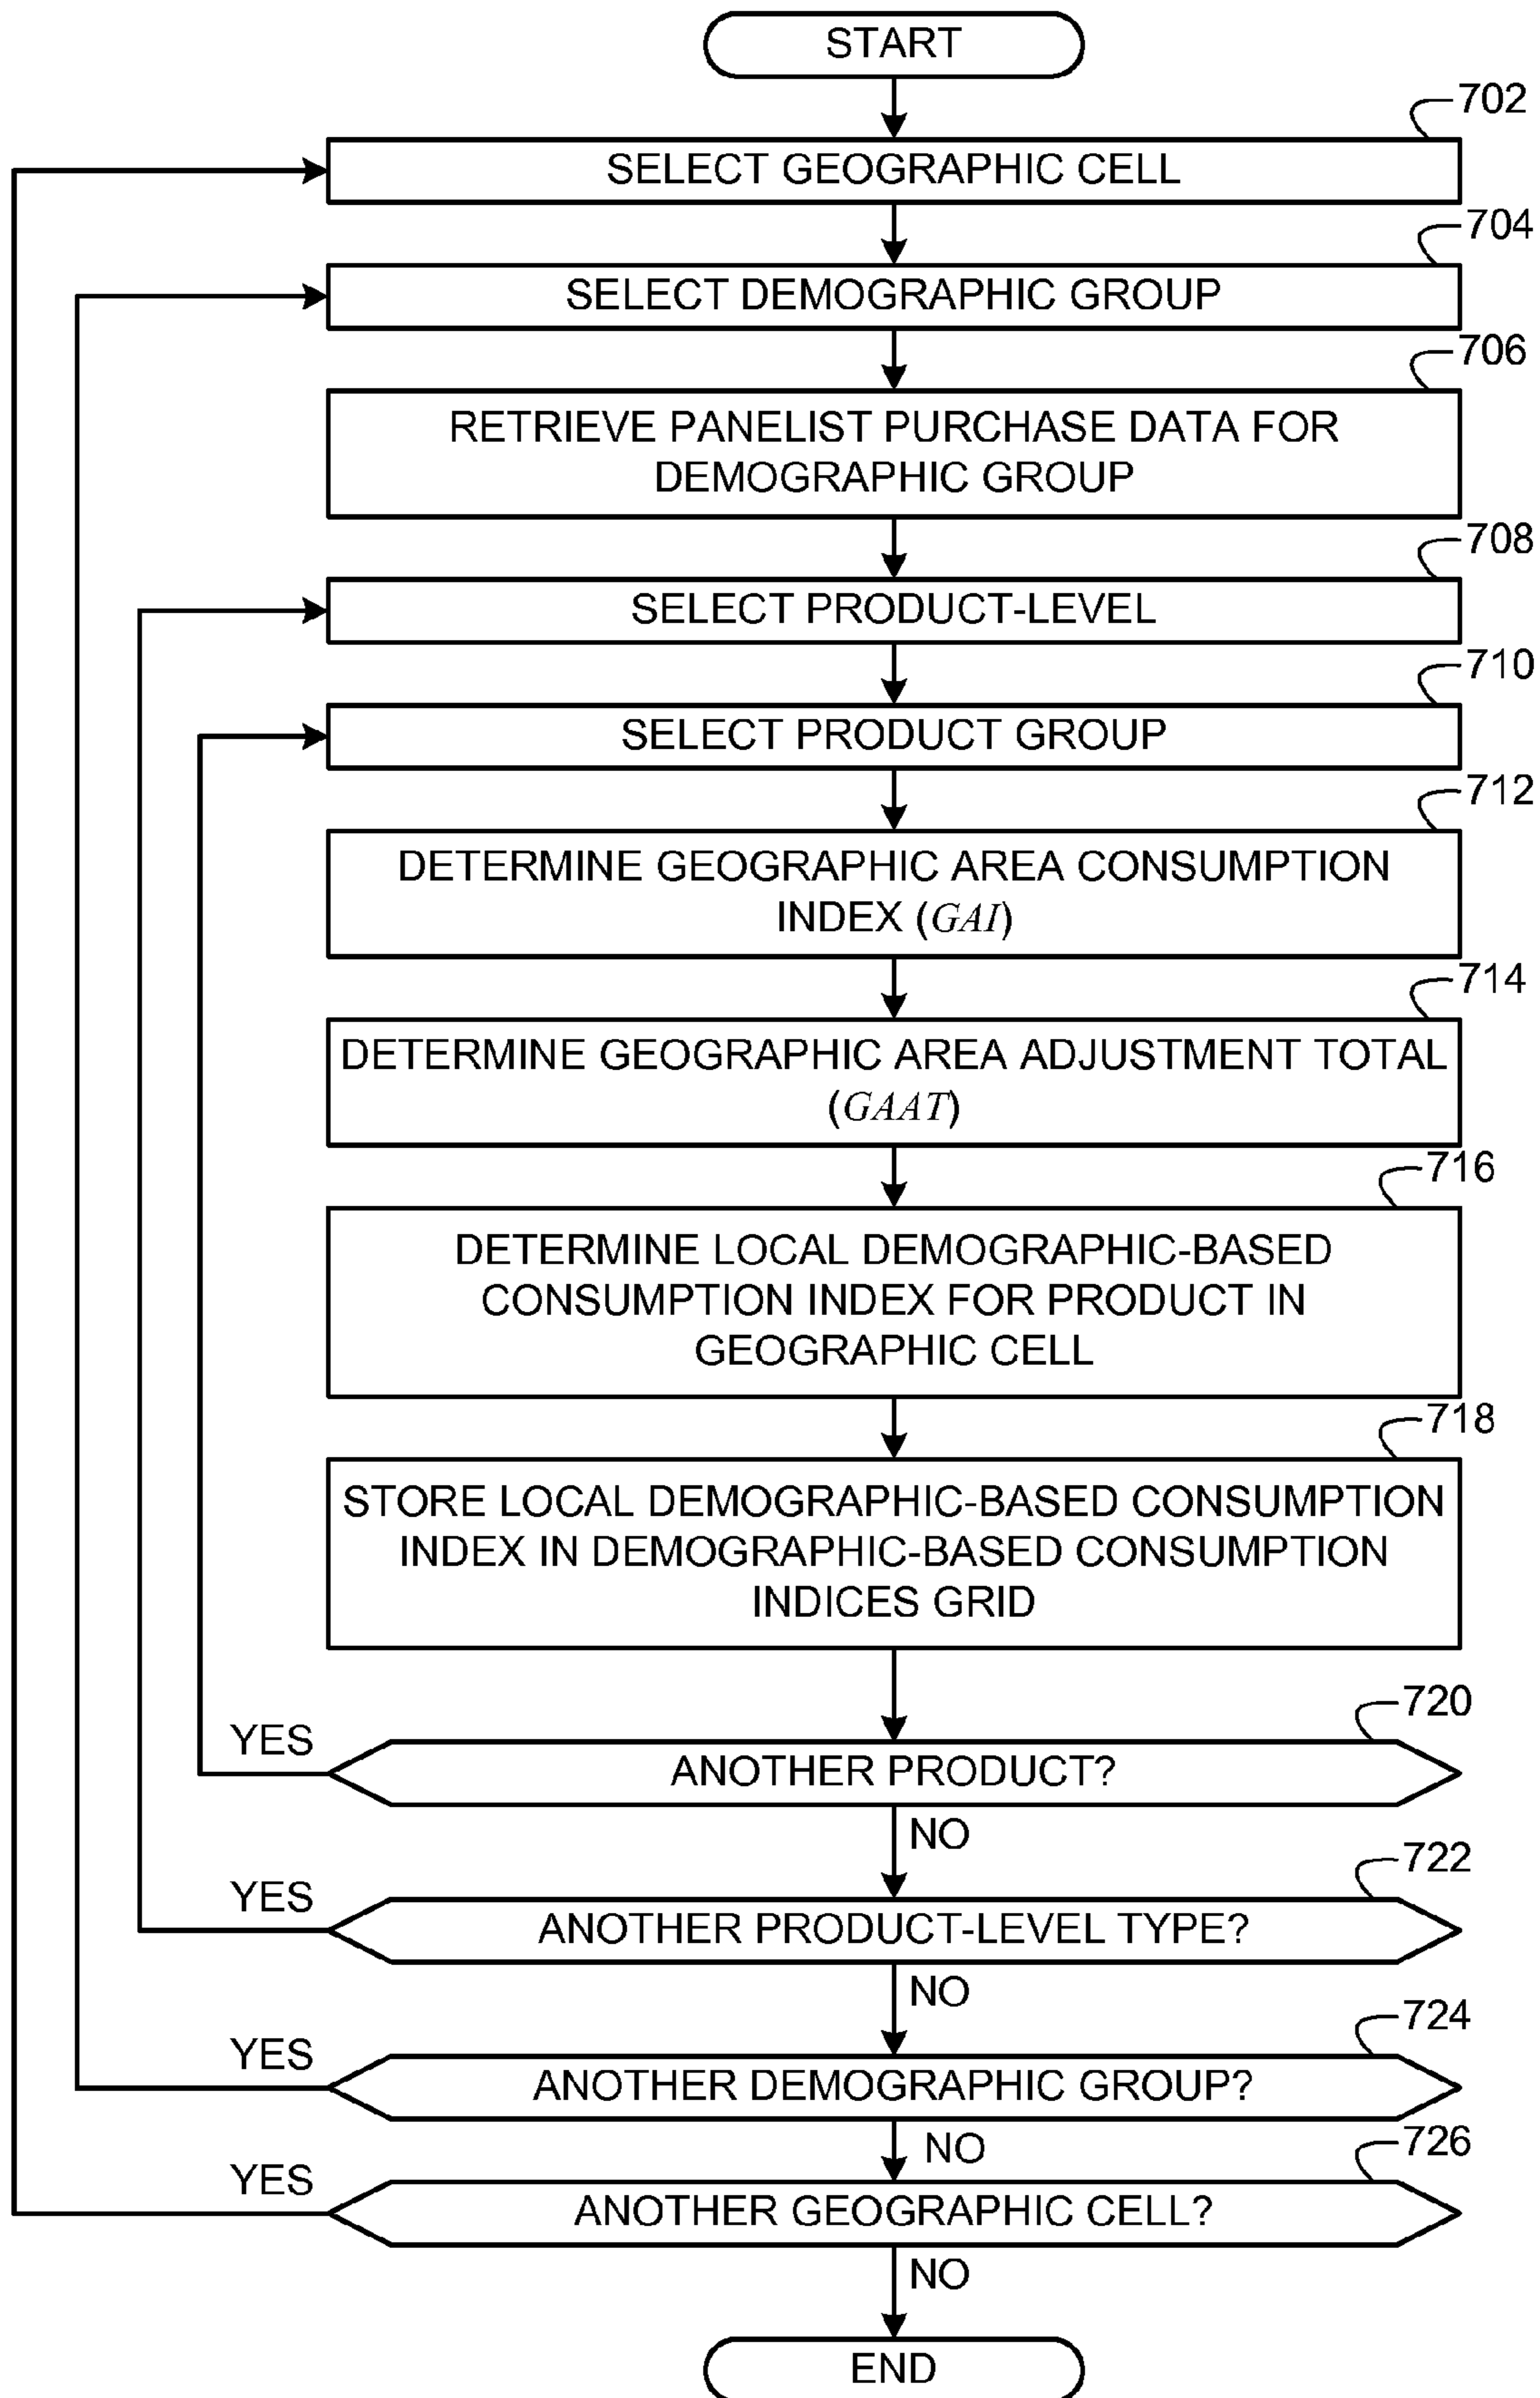 START
702
SELECT GEOGRAPHIC CELL
704
SELECT DEMOGRAPHIC GROUP
706
RETRIEVE PANELIST PURCHASE DATA FOR
DEMOGRAPHIC GROUP
708
SELECT PRODUCT-LEVEL
710
SELECT PRODUCT GROUP
712
DETERMINE GEOGRAPHIC AREA CONSUMPTION
INDEX (GAI)
714
DETERMINE GEOGRAPHIC AREA ADJUSTMENT TOTAL
(GAAT)
716
DETERMINE LOCAL DEMOGRAPHIC-BASED
CONSUMPTION INDEX FOR PRODUCT IN
GEOGRAPHIC CELL
718
STORE LOCAL DEMOGRAPHIC-BASED CONSUMPTION
INDEX IN DEMOGRAPHIC-BASED CONSUMPTION
INDICES GRID
720
YES
ANOTHER PRODUCT?
NO
722
YES
ANOTHER PRODUCT-LEVEL TYPE?
NO
724
YES
ANOTHER DEMOGRAPHIC GROUP?
NO
726
YES
ANOTHER GEOGRAPHIC CELL?
NO
END